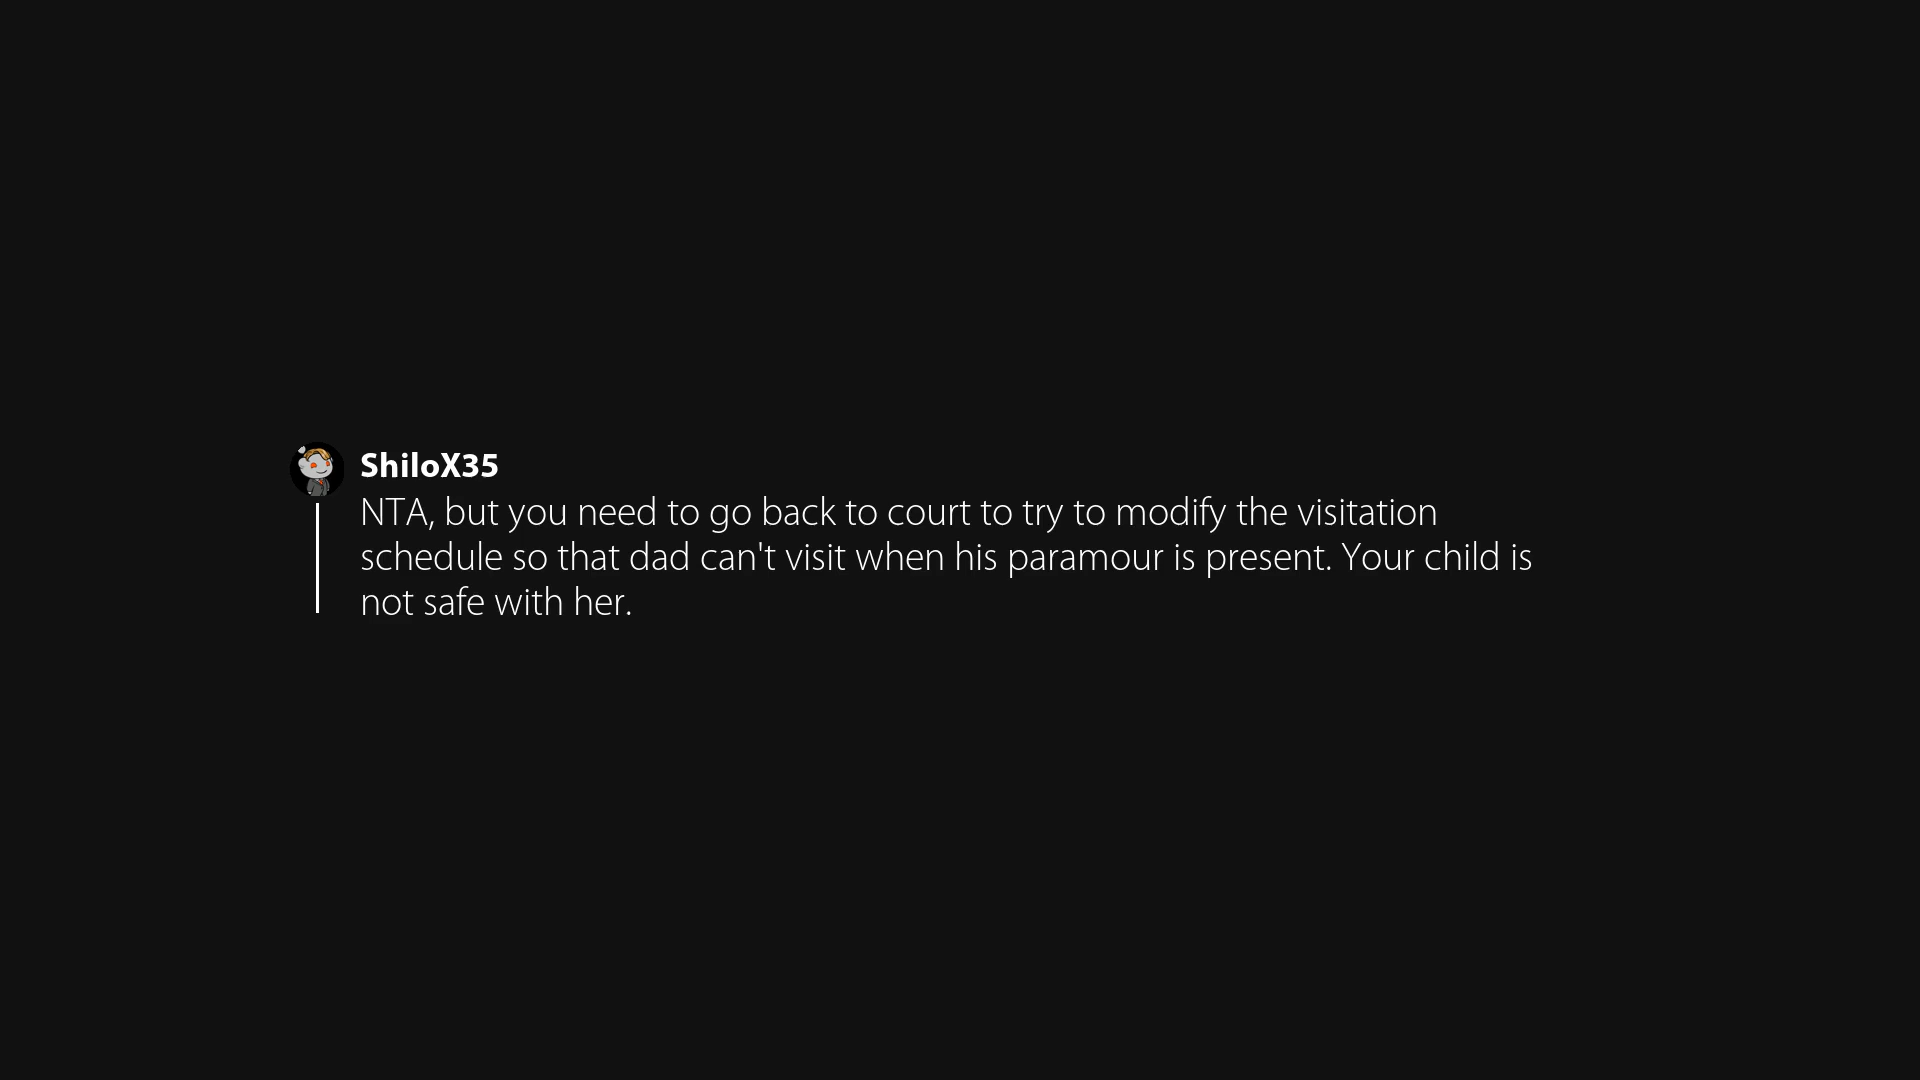 ShiloX35
NTA, but you need to go back to court to try to modify the visitation
schedule so that dad can't visit when his paramour is present. Your child is
not safe with her.